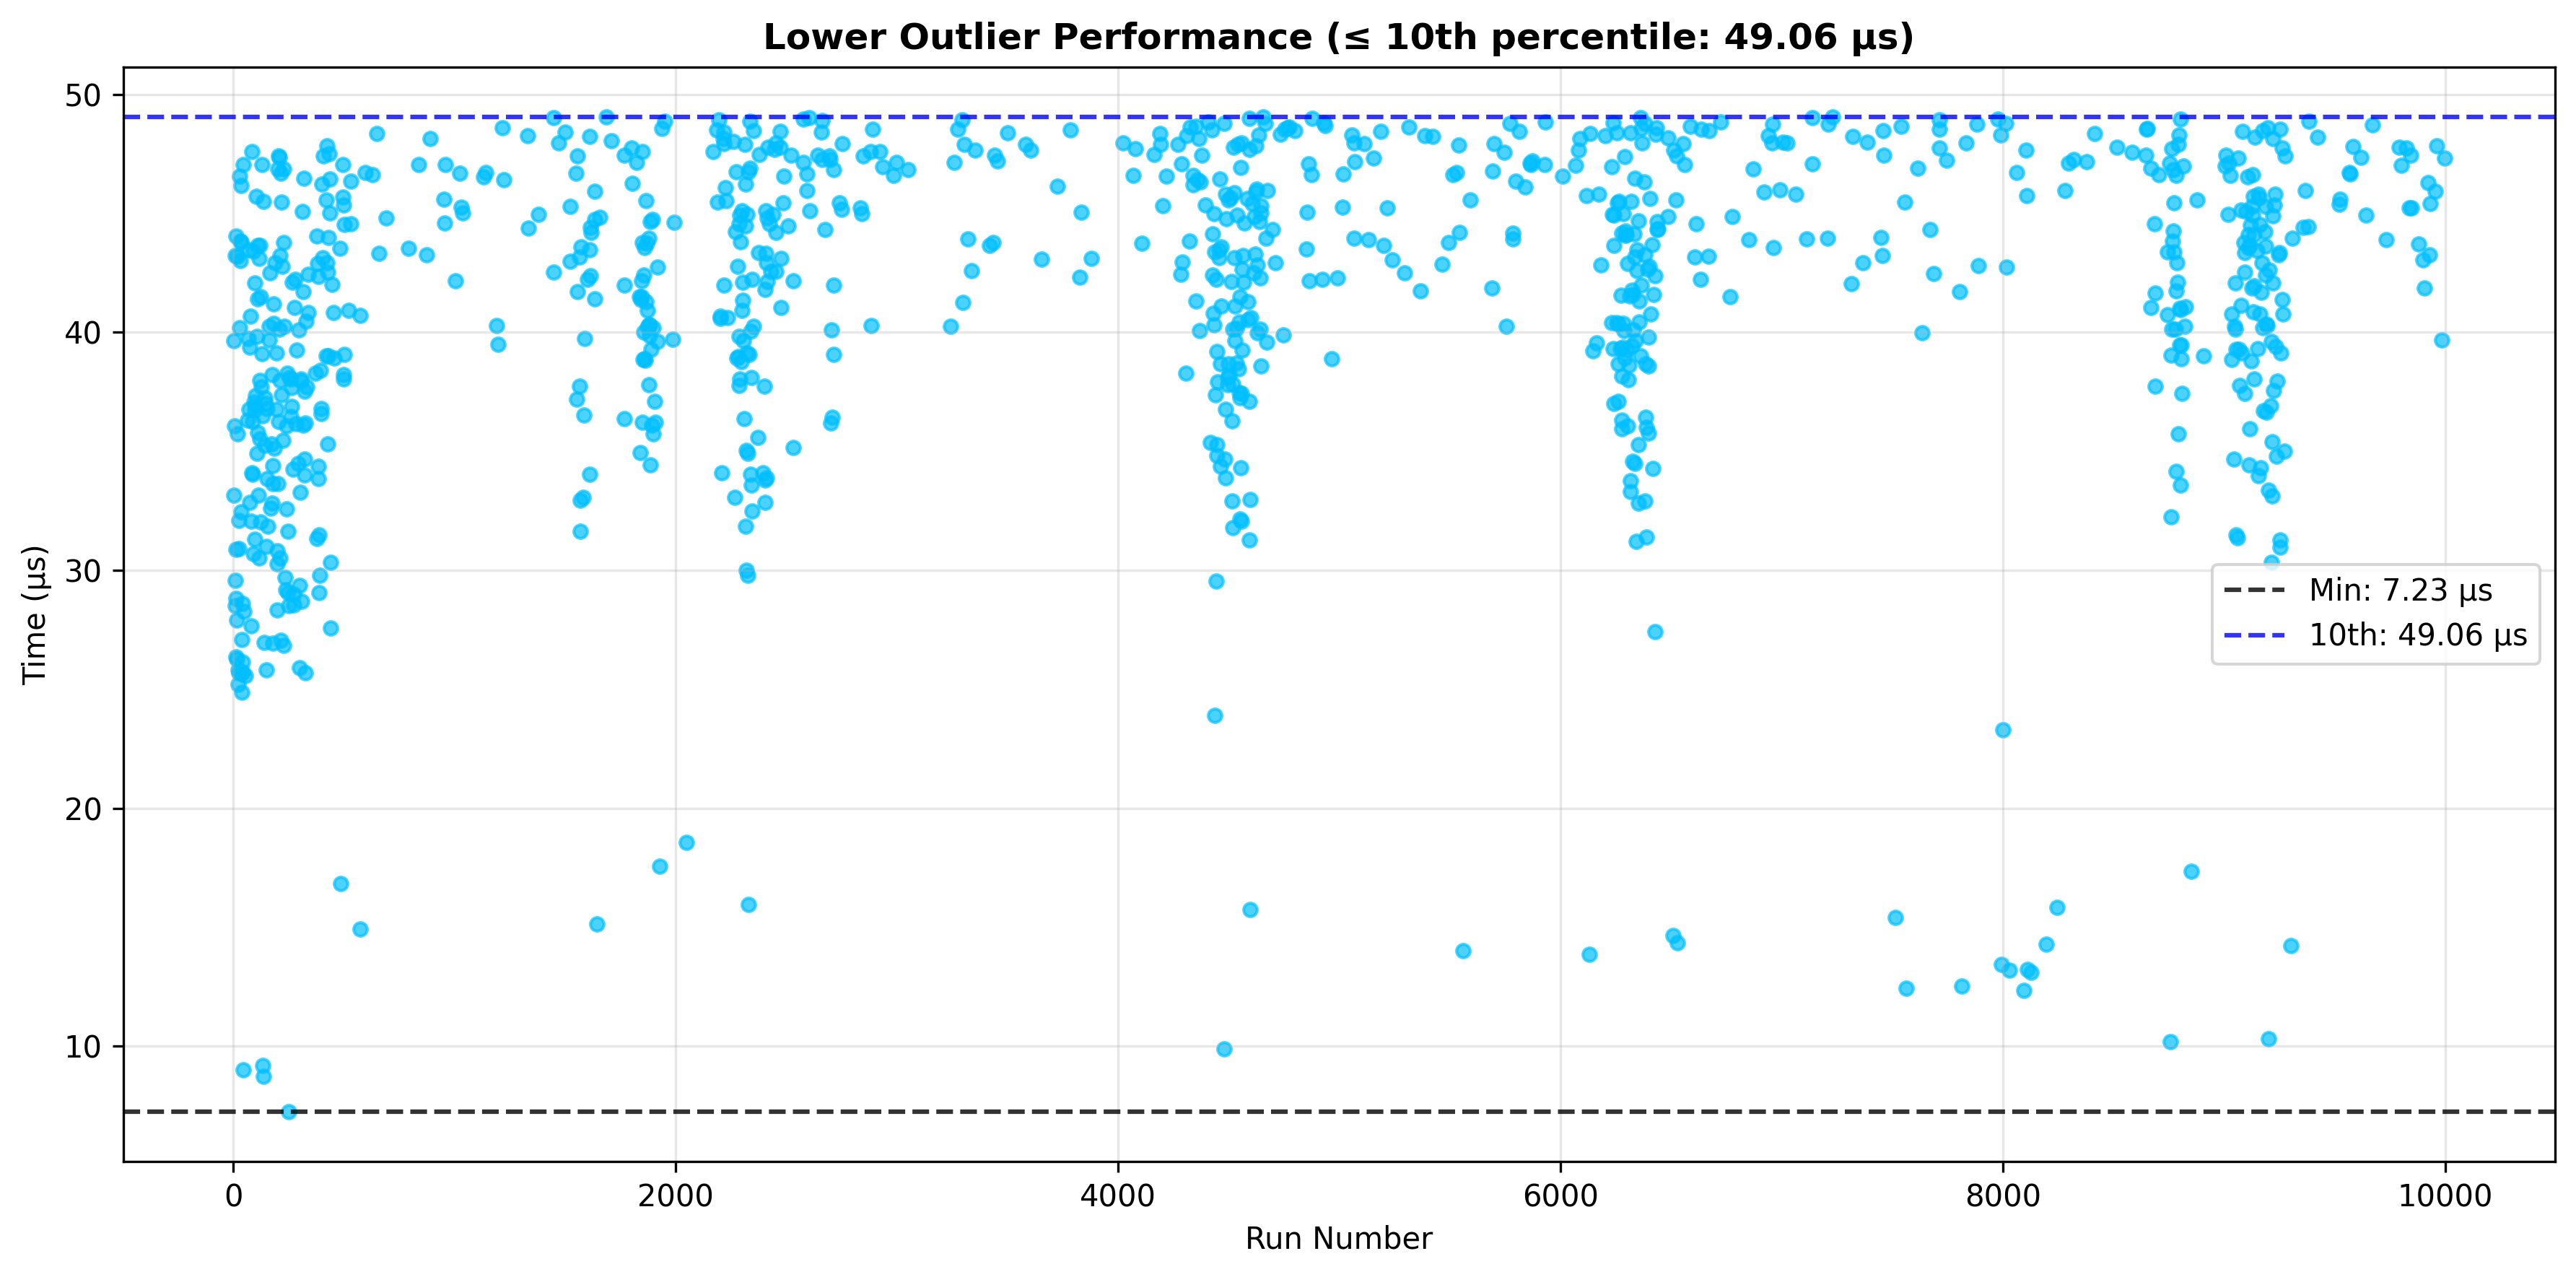 Lower Outlier Performance (≤ 10th percentile: 49.06 µs)
50
40
30
20
10
Time (µs)
Min: 7.23 µs
10th: 49.06 µs
0
2000
4000
6000
8000
10000
Run Number